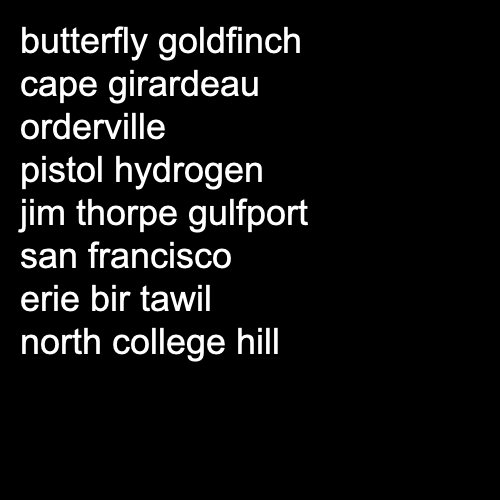 butterfly goldfinch
cape girardeau
orderville
pistol hydrogen
jim thorpe gulfport
san francisco
erie bir tawil
north college hill